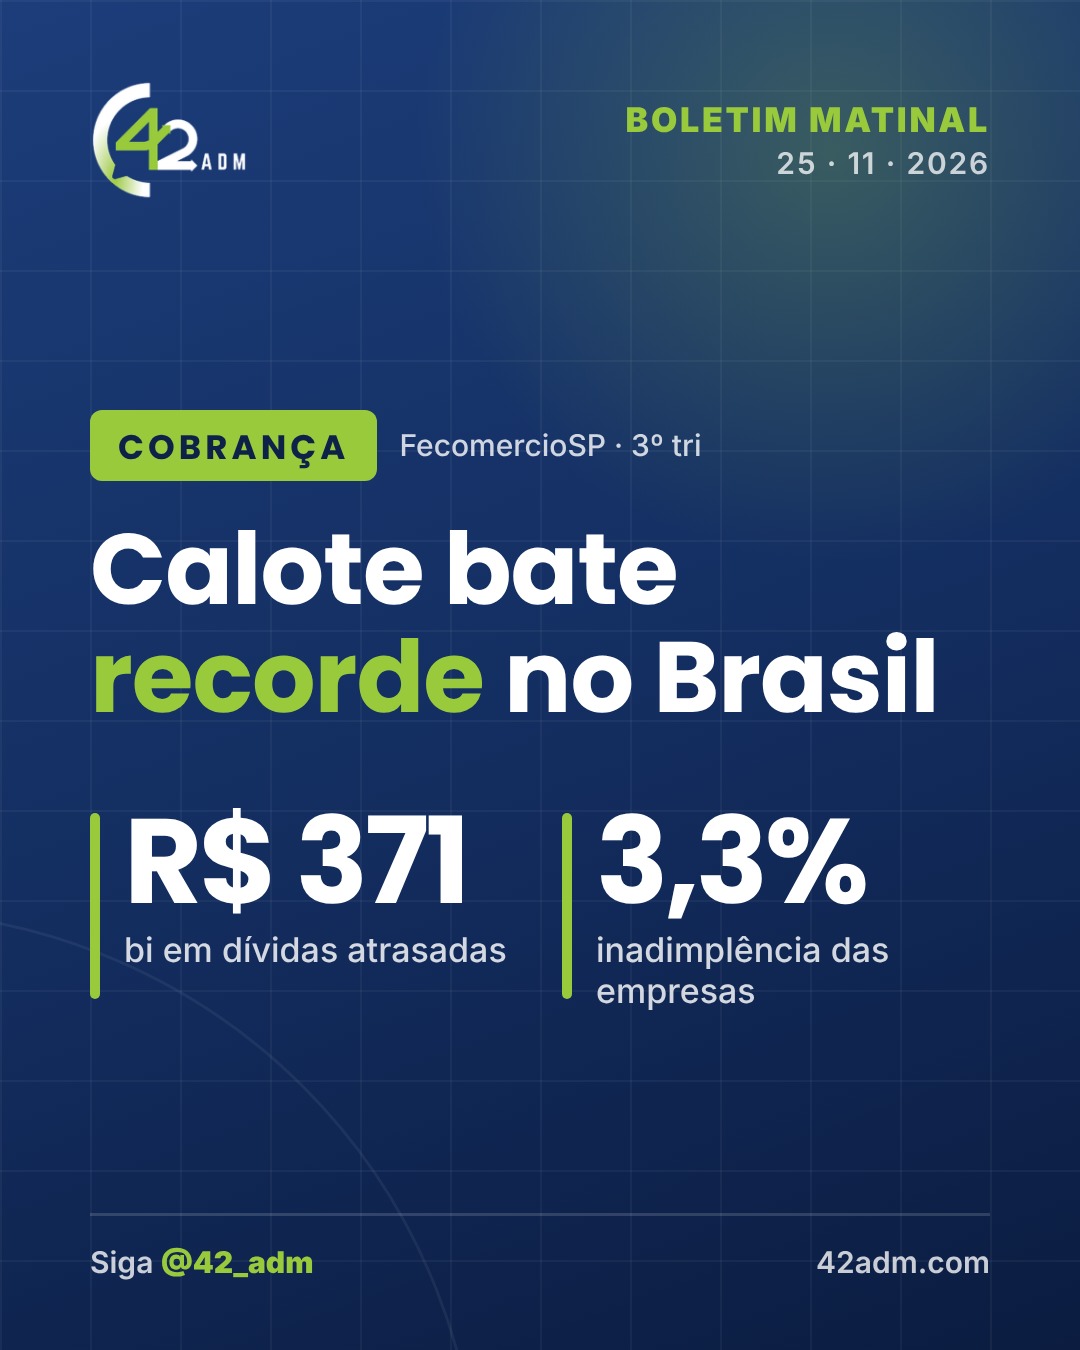 42 ADM
BOLETIM MATINAL
25 · 11 · 2026
COBRANÇA FecomercioSP · 3º tri
Calote bate
recorde no Brasil
R$ 371 3,3%
bi em dívidas atrasadas inadimplência das
empresas
Siga @42_adm 42adm.com